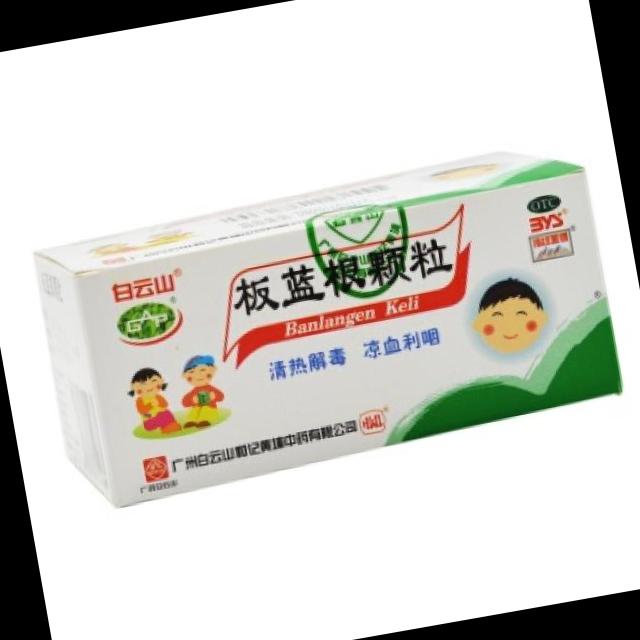 白云山®
GAP
OTC
BYS
板蓝根颗粒
Banlangen Keli
清热解毒 凉血利咽
广州白云山和记黄埔中药有限公司